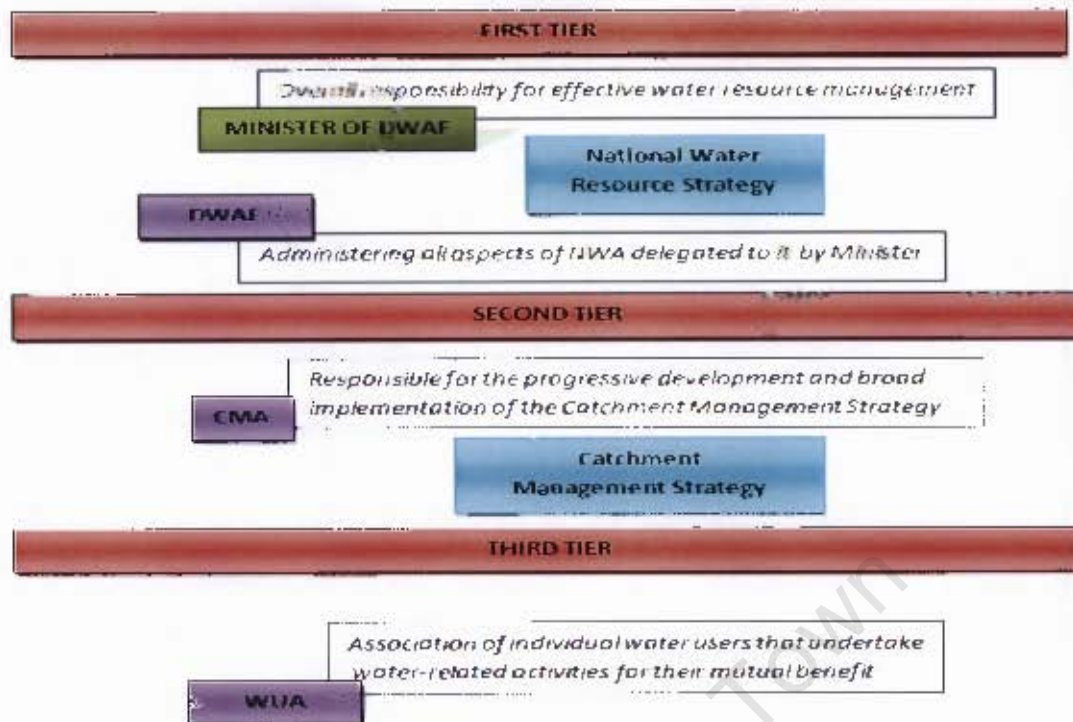 FIRST TIER
Overall responsibility for effective water resource management
MINISTER OF DWAF
National Water
Resource Strategy
DWAF
Administering all aspects of NWA delegated to it by Minister
SECOND TIER
Responsible for the progressive development and broad
implementation of the Catchment Management Strategy
CMA
Catchment
Management Strategy
THIRD TIER
Association of individual water users that undertake
water-related activities for their mutual benefit
WUA
Town